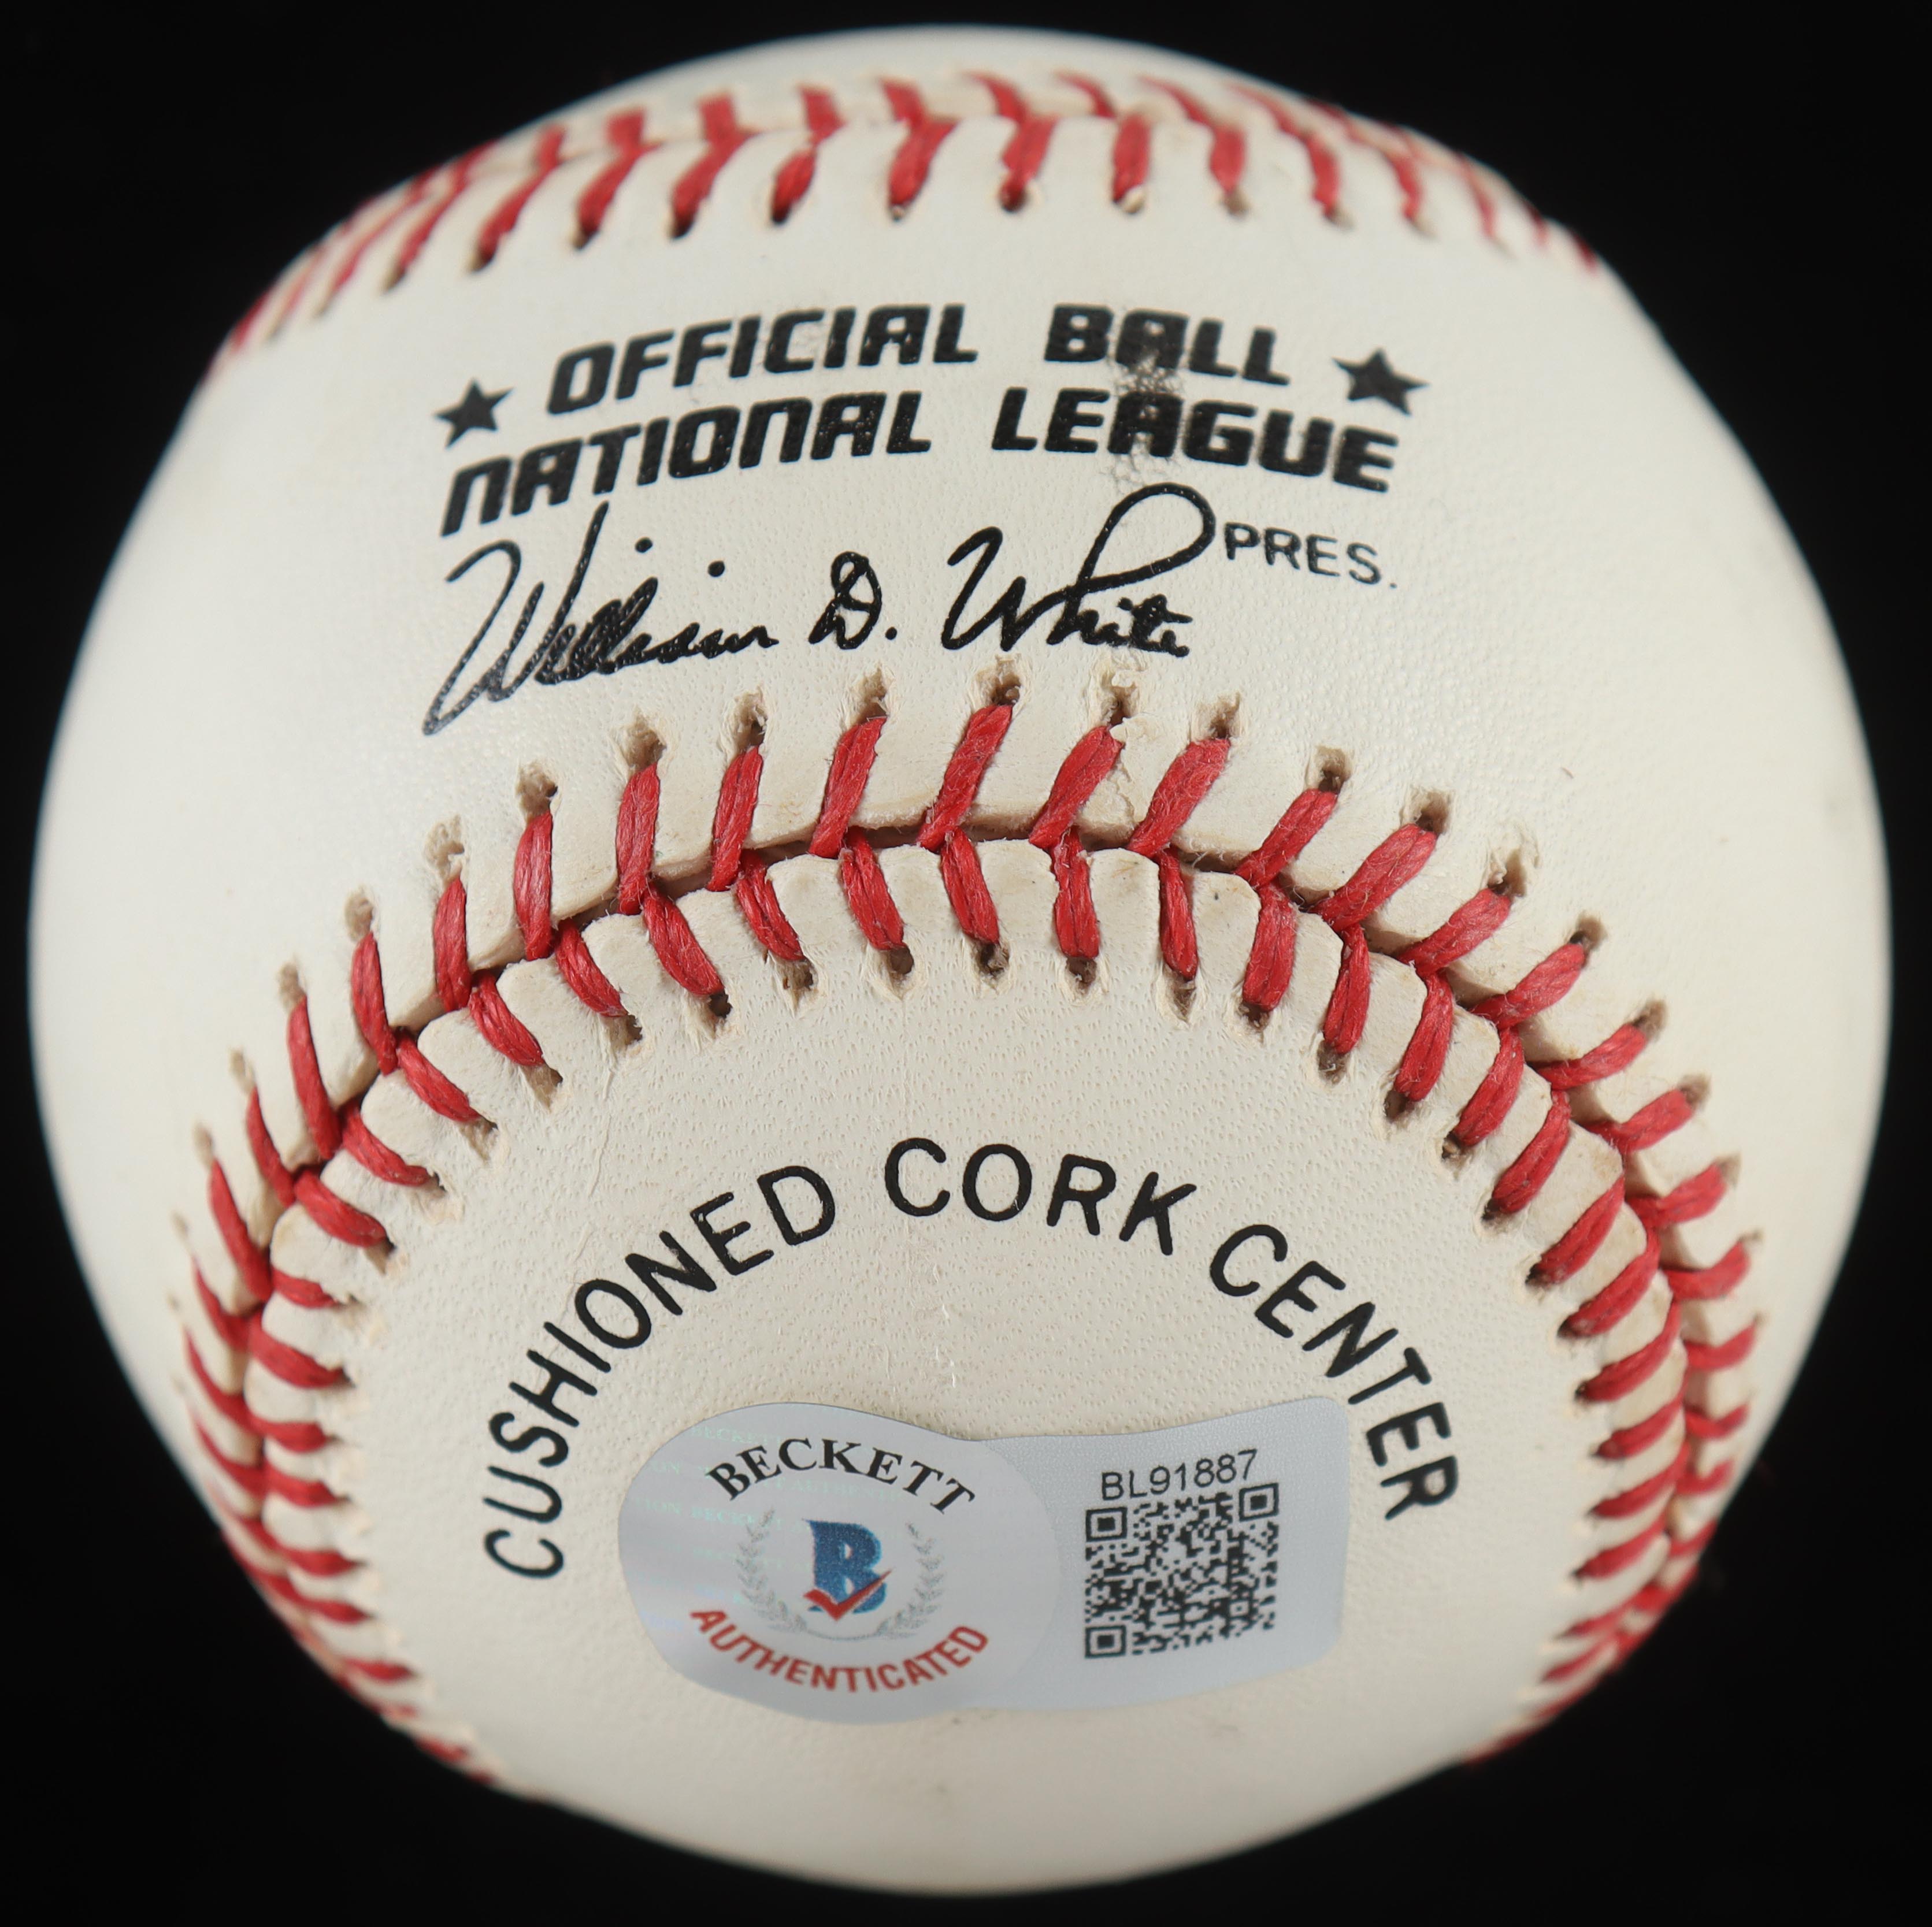 ★ OFFICIAL BALL ★
NATIONAL LEAGUE
William D. White PRES.
CUSHIONED CORK CENTER
BECKETT
B
AUTHENTICATED
BL91887